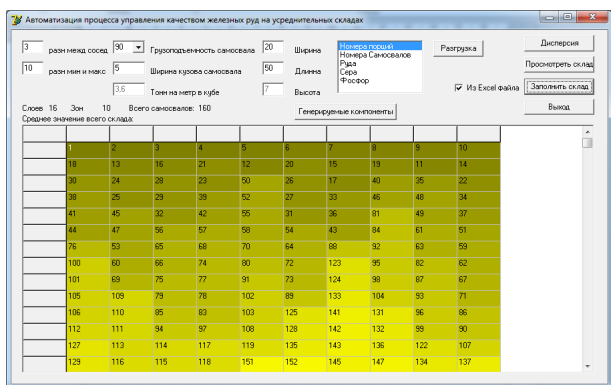 Автоматизация процесса управления качеством железных руд на усреднительных складах
3 разн межд сосед 90 Грузоподъемность самосвала 20 Ширина
10 разн мин и макс 5 Ширина кузова самосвала 50 Длинна
3,6 Тонн на метр в кубе 7 Высота
Номера порций
Номера Самосвалов
Руда
Сера
Фосфор
Разгрузка
Из Excel файла
Дисперсия
Просмотреть склад
Заполнить склад
Выход
Слоев 16 Зон 10 Всего самосвалов: 160
Генерируемые компоненты
Среднее значение всего склада:
1 2 3 4 5 6 7 8 9 10
18 13 16 21 12 20 15 19 11 14
30 24 28 23 50 26 17 40 35 22
38 25 29 39 52 27 33 46 48 34
41 45 32 42 55 31 36 81 49 37
44 47 56 57 58 54 43 84 61 51
76 53 65 68 70 64 88 92 63 59
100 60 66 74 80 72 123 95 82 62
101 69 75 77 91 73 124 98 87 67
105 109 79 78 102 89 133 104 93 71
106 110 85 83 103 125 141 131 96 86
112 111 94 97 108 128 142 132 99 90
127 113 114 117 119 135 143 136 122 107
129 116 115 118 151 152 145 147 134 137